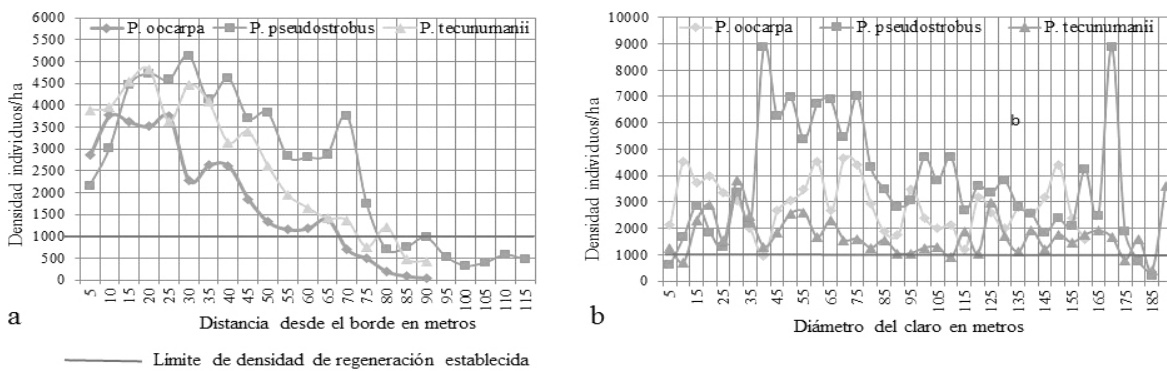 6000
5500
5000
4500
4000
3500
3000
2500
2000
1500
1000
500
0
Densidad individuos/ha
P. oocarpa P. pseudostrobus P. tecunumanii
5 10 15 20 25 30 35 40 45 50 55 60 65 70 75 80 85 90 95 100 105 110 115
Distancia desde el borde en metros
a
10000
9000
8000
7000
6000
5000
4000
3000
2000
1000
0
Densidad individuos/ha
P. oocarpa P. pseudostrobus P. tecunumanii
b
5 15 25 35 45 55 65 75 85 95 105 115 125 135 145 155 165 175 185
Diámetro del claro en metros
b
Límite de densidad de regeneración establecida